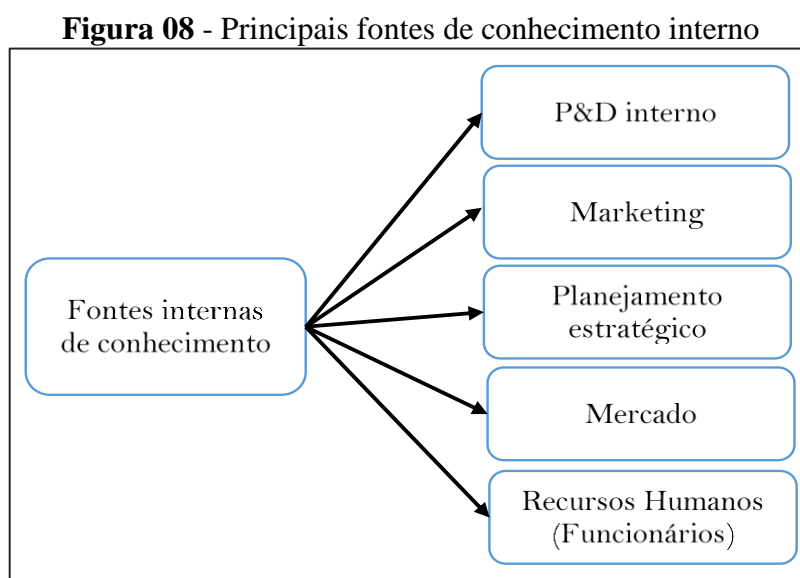 Figura 08 - Principais fontes de conhecimento interno
P&D interno
Marketing
Fontes internas
de conhecimento
Planejamento
estratégico
Mercado
Recursos Humanos
(Funcionários)